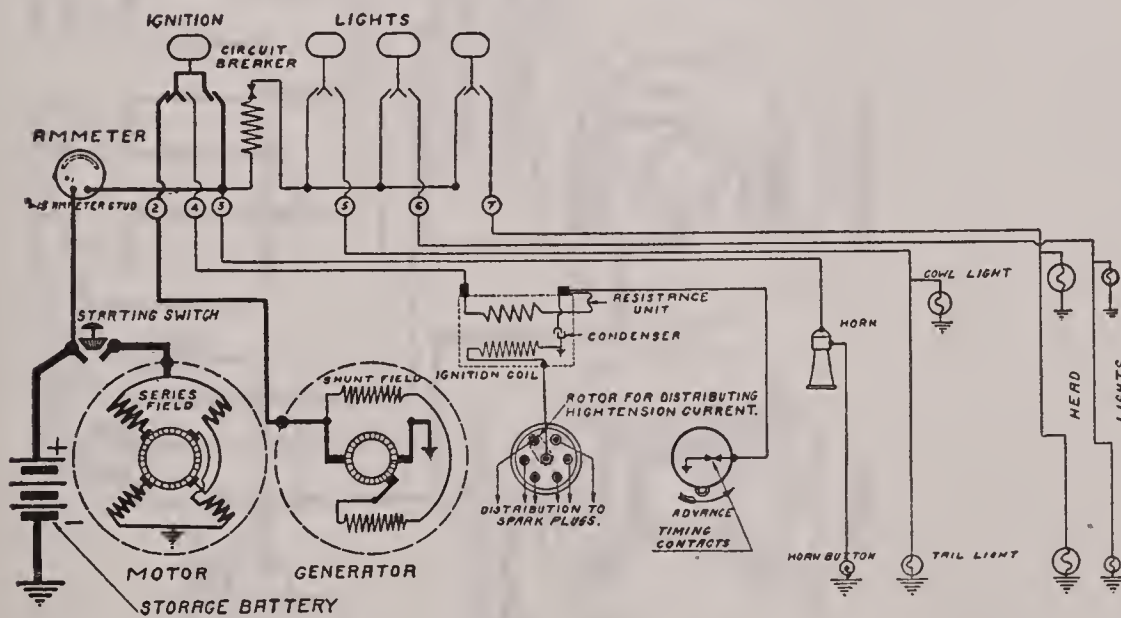 IGNITION
LIGHTS
CIRCUIT
BREAKER
AMMETER
AMMETER STUD
2
4
3
5
6
7
STARTING SWITCH
COWL LIGHT
RESISTANCE
UNIT
CONDENSER
HORN
IGNITION COIL
SERIES
FIELD
SHUNT FIELD
ROTOR FOR DISTRIBUTING
HIGH TENSION CURRENT.
HEAD
LIGHTS
+
-
DISTRIBUTION TO
SPARK PLUGS.
ADVANCE
TIMING
CONTACTS
HORN BUTTON
TAIL LIGHT
MOTOR
GENERATOR
STORAGE BATTERY